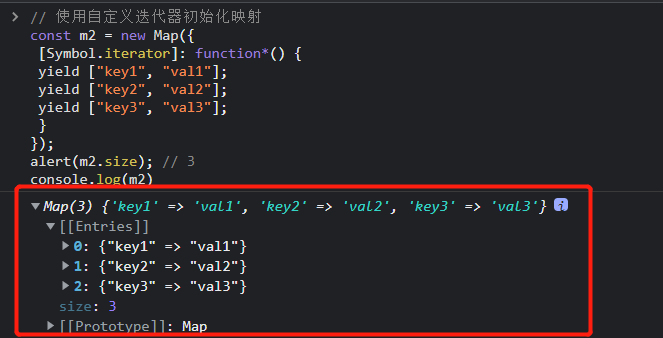 // 使用自定义迭代器初始化映射
const m2 = new Map({
[Symbol.iterator]: function*() {
yield ["key1", "val1"];
yield ["key2", "val2"];
yield ["key3", "val3"];
}
});
alert(m2.size); // 3
console.log(m2)
Map(3) {'key1' => 'val1', 'key2' => 'val2', 'key3' => 'val3'} i
[[Entries]]
0: {"key1" => "val1"}
1: {"key2" => "val2"}
2: {"key3" => "val3"}
size: 3
[[Prototype]]: Map